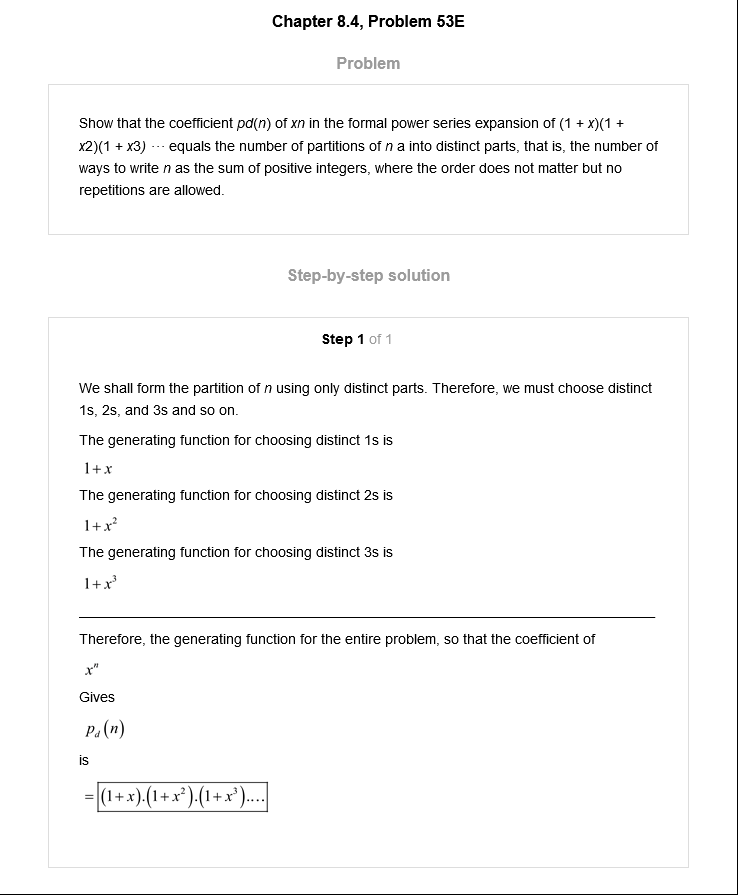 Chapter 8.4, Problem 53E
Problem
Show that the coefficient pd(n) of xn in the formal power series expansion of (1 + x)(1 +
x2)(1 + x3) ⋯ equals the number of partitions of n a into distinct parts, that is, the number of
ways to write n as the sum of positive integers, where the order does not matter but no
repetitions are allowed.
Step-by-step solution
Step 1 of 1
We shall form the partition of n using only distinct parts. Therefore, we must choose distinct
1s, 2s, and 3s and so on.
The generating function for choosing distinct 1s is
1+x
The generating function for choosing distinct 2s is
1+x²
The generating function for choosing distinct 3s is
1+x³
Therefore, the generating function for the entire problem, so that the coefficient of
xⁿ
Gives
p_d(n)
is
=(1+x).(1+x²).(1+x³)....